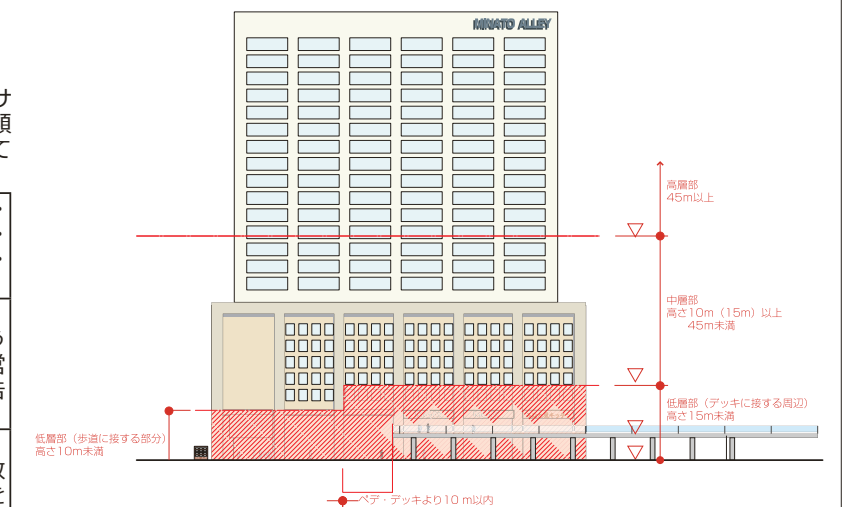 MINATO ALLEY
サ
頃
て
高層部
45m以上
中層部
高さ10m（15m）以上
45m未満
低層部（デッキに接する周辺）
高さ15m未満
低層部（歩道に接する部分）
高さ10m未満
ペデ・デッキより10 m以内